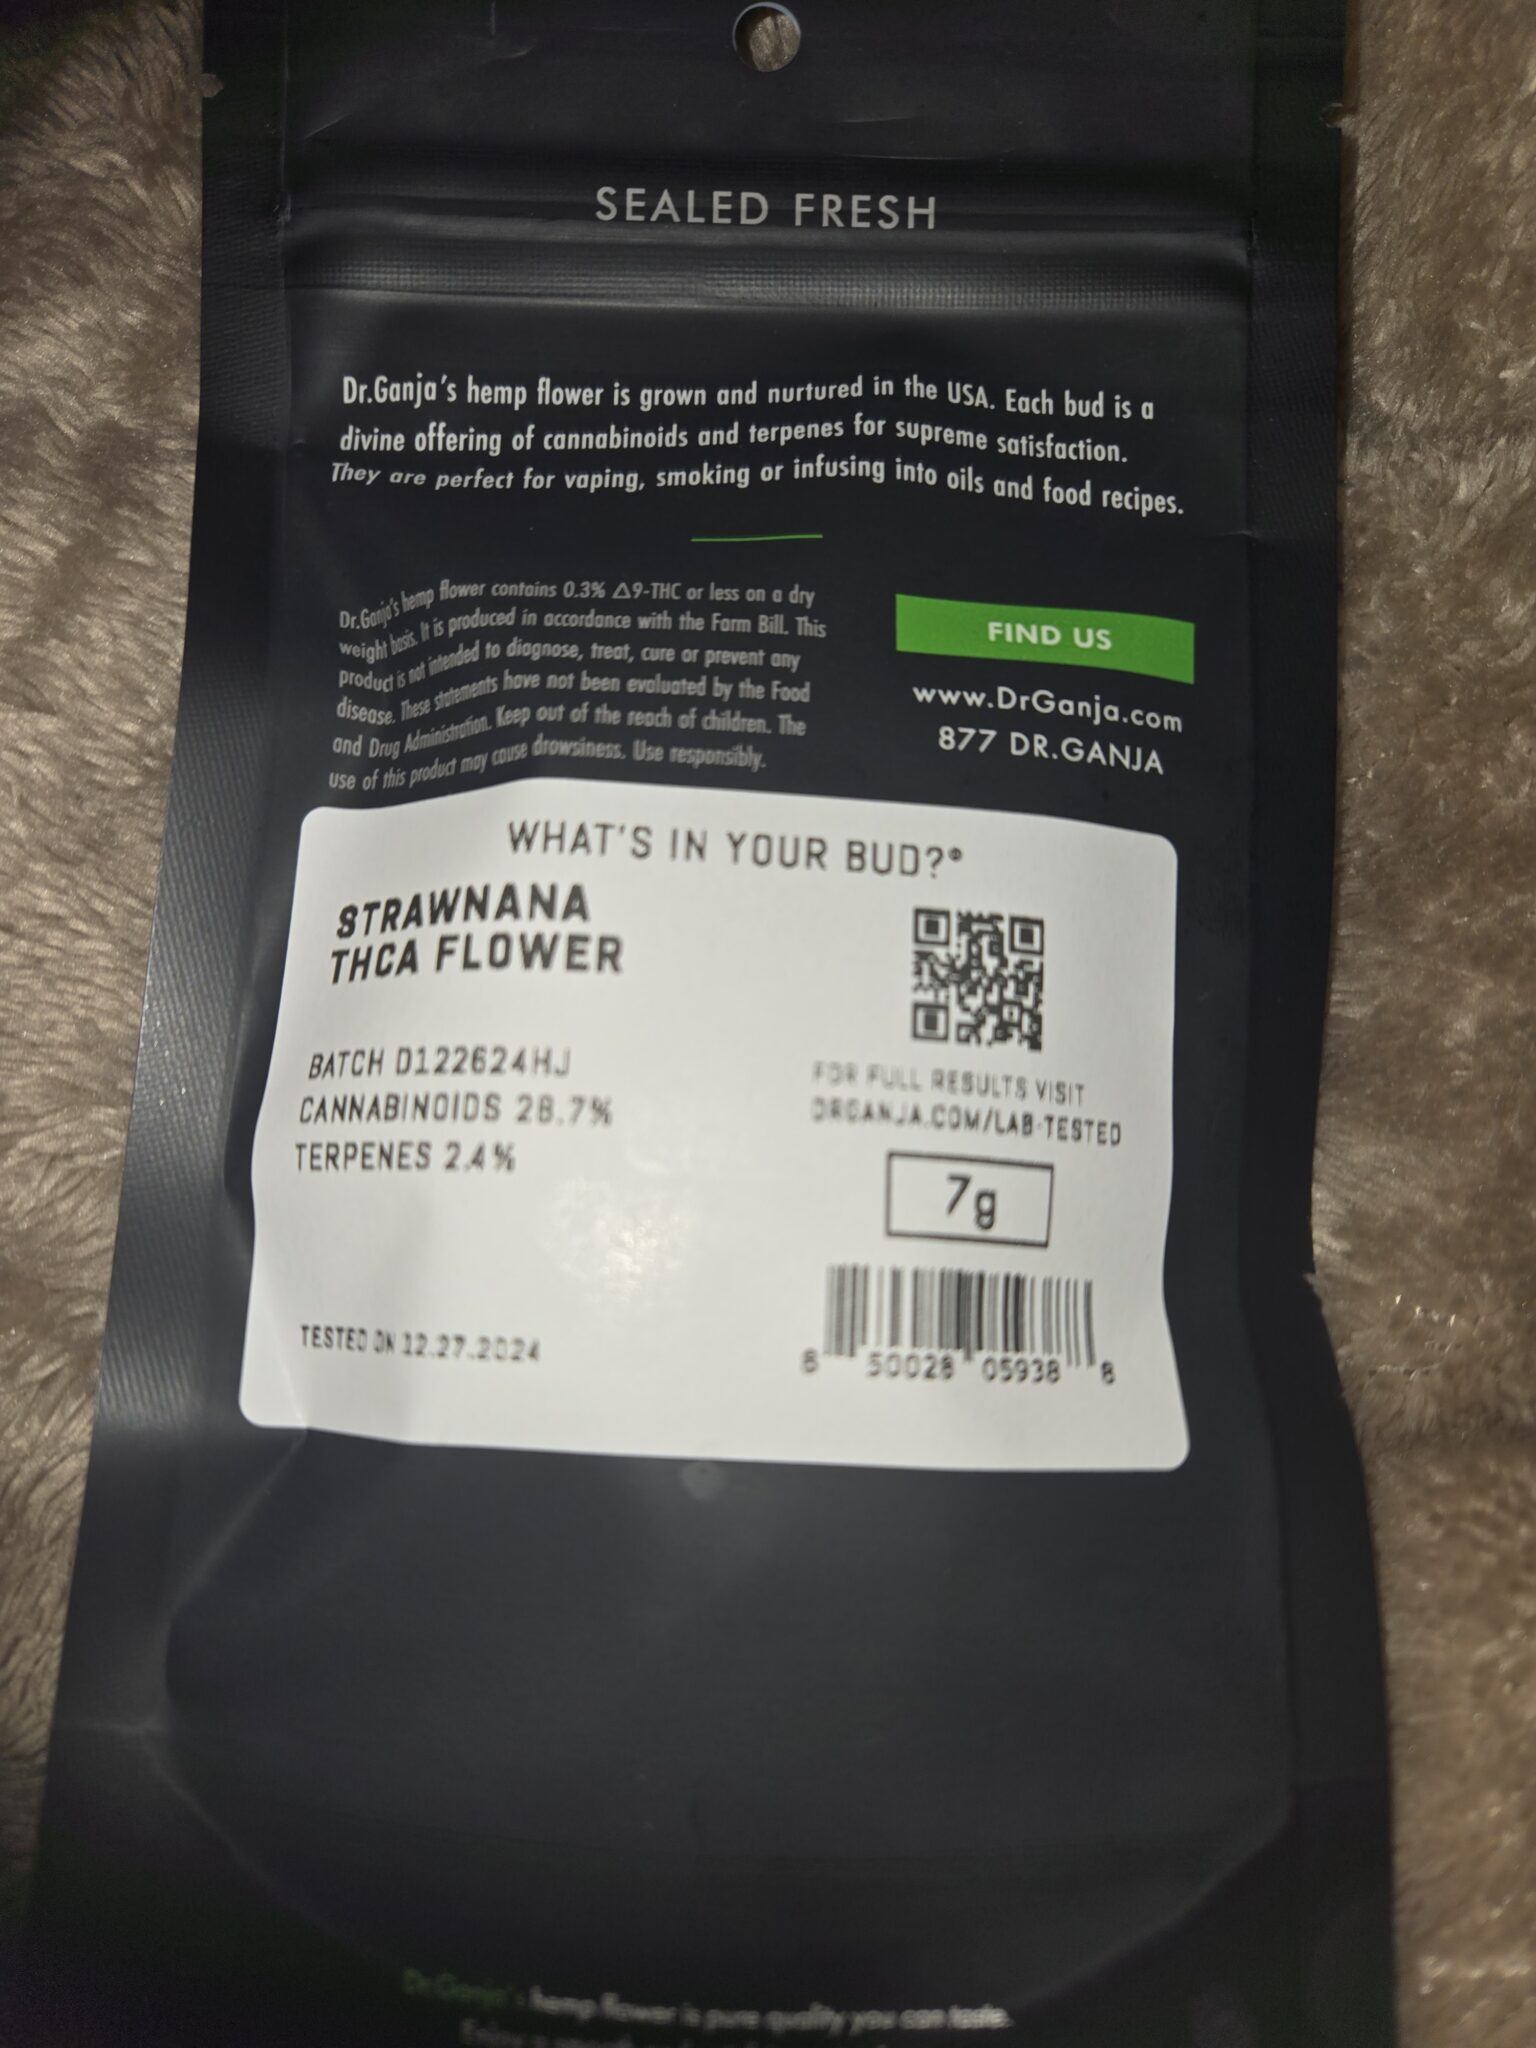 SEALED FRESH
Dr.Ganja's hemp flower is grown and nurtured in the USA. Each bud is a
divine offering of cannabinoids and terpenes for supreme satisfaction.
They are perfect for vaping, smoking or infusing into oils and food recipes.
Dr.Ganja's hemp flower contains 0.3% Δ9-THC or less on a dry
weight basis. It is produced in accordance with the Farm Bill. This
product is not intended to diagnose, treat, cure or prevent any
disease. These statements have not been evaluated by the Food
and Drug Administration. Keep out of the reach of children. The
use of this product may cause drowsiness. Use responsibly.
FIND US
www.DrGanja.com
877 DR.GANJA
WHAT'S IN YOUR BUD?®
STRAWNANA
THCA FLOWER
BATCH D122624HJ
CANNABINOIDS 28.7%
TERPENES 2.4%
TESTED ON 12.27.2024
FOR FULL RESULTS VISIT
DRGANJA.COM/LAB-TESTED
7g
8 50028 05938 8
Dr.Ganja's hemp flower is pure quality you can taste.
Enjoy a